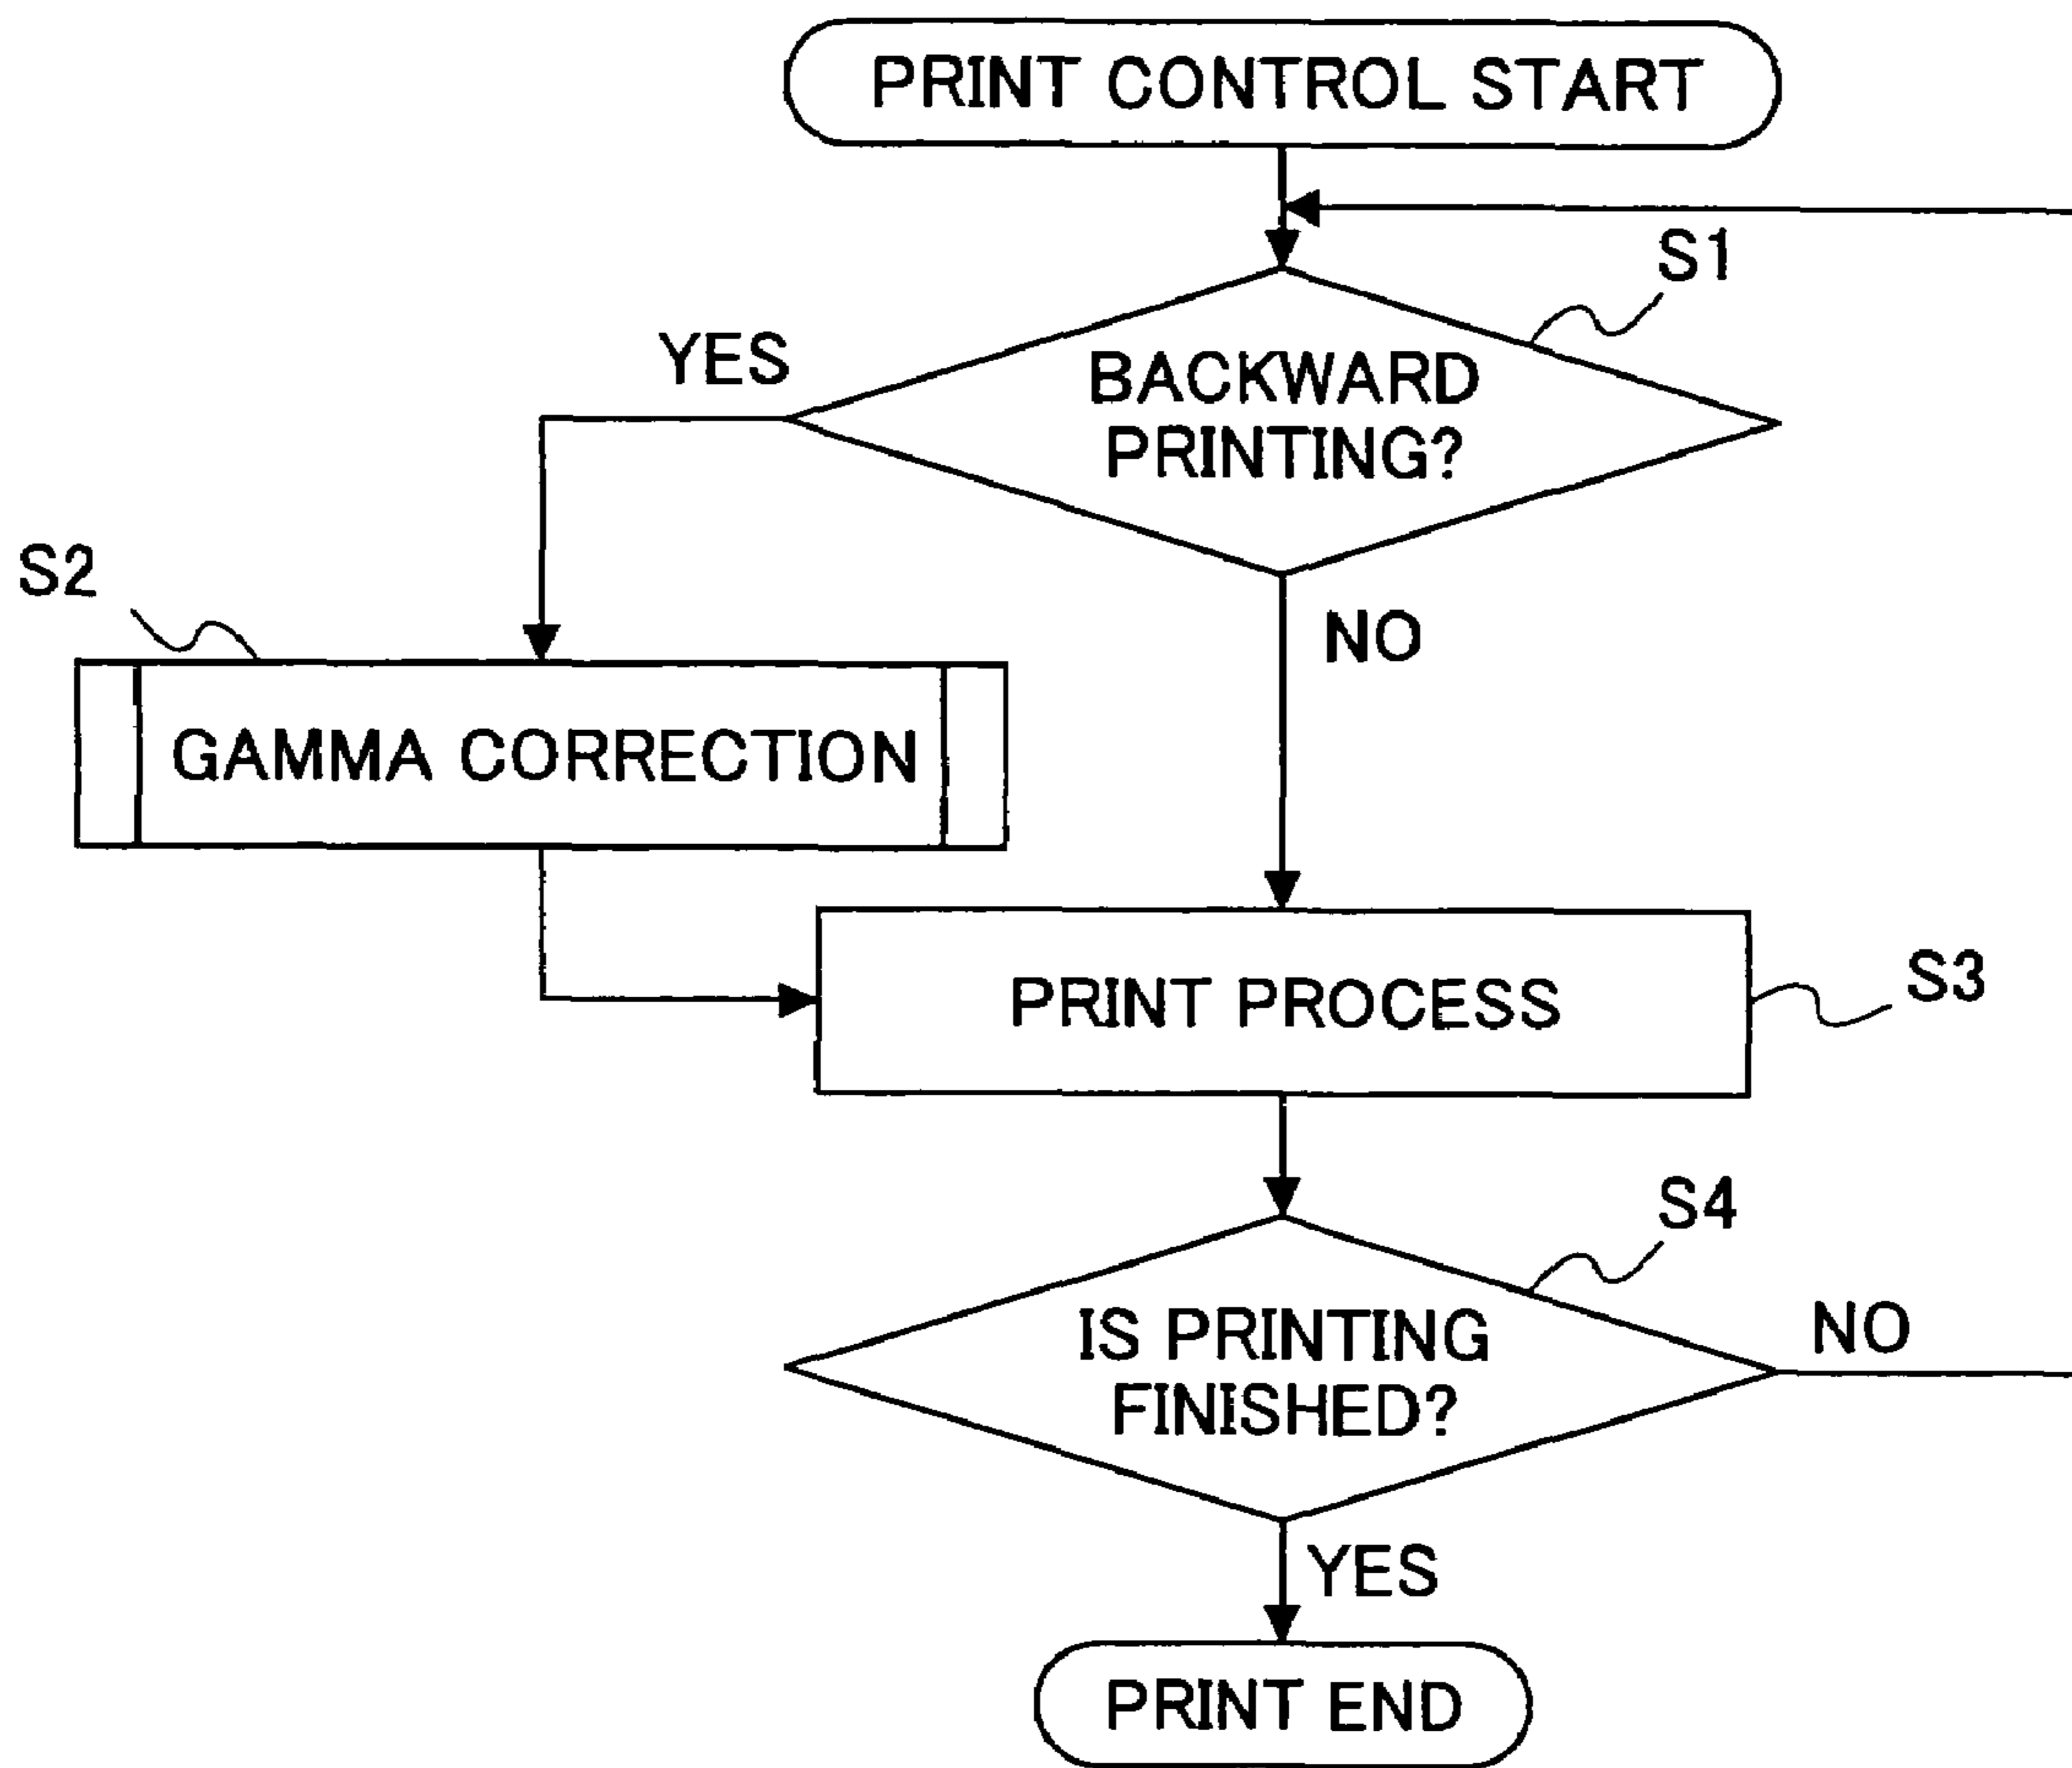 PRINT CONTROL START
S1
YES
BACKWARD
PRINTING?
S2
NO
GAMMA CORRECTION
PRINT PROCESS
S3
S4
IS PRINTING
FINISHED?
NO
YES
PRINT END